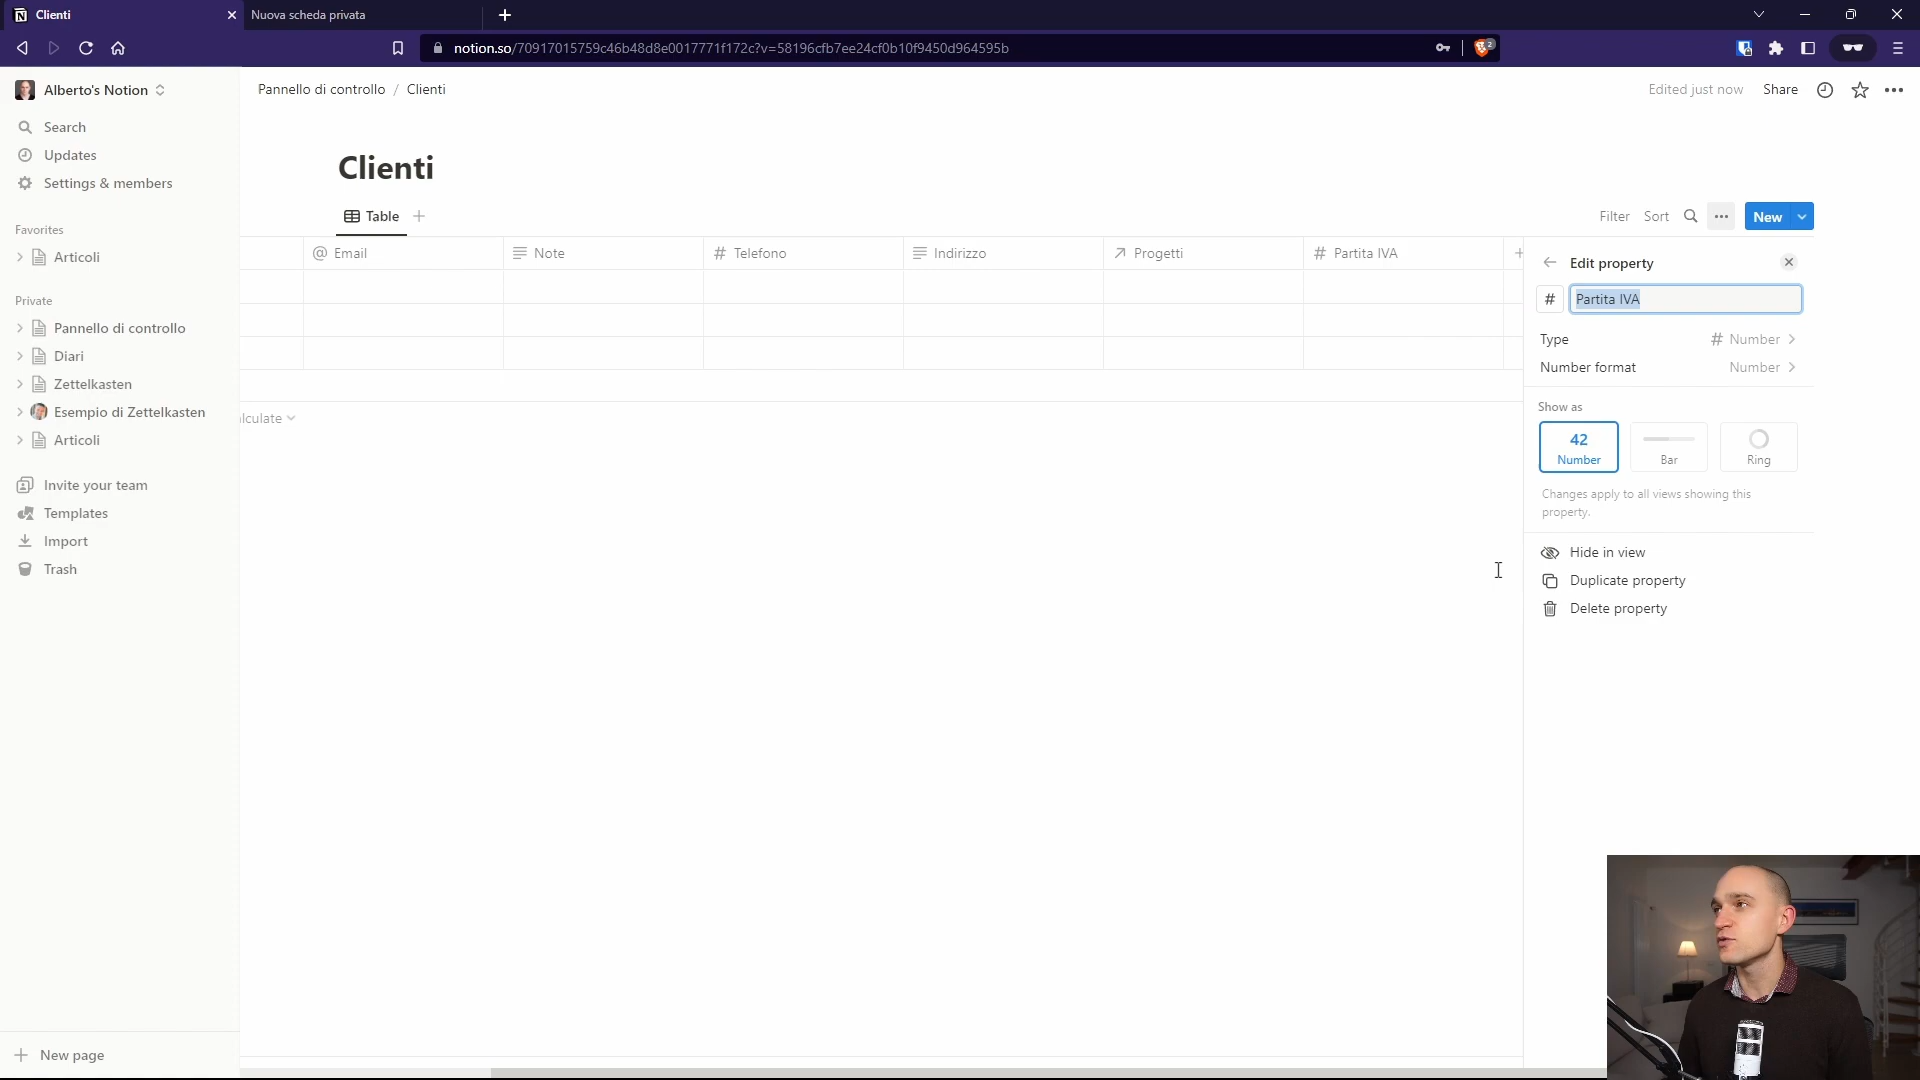 Clienti
Nuova scheda privata
notion.so/70917015759c46b48d8e0017771f172c?v=58196cfb7ee24cf0b10f9450d964595b
2
Alberto's Notion
Pannello di controllo / Clienti
Edited just now
Share
Search
Updates
Settings & members
Favorites
Articoli
Private
Pannello di controllo
Diari
Zettelkasten
Esempio di Zettelkasten
Articoli
Invite your team
Templates
Import
Trash
New page
Clienti
Table
Filter
Sort
New
Email
Note
Telefono
Indirizzo
Progetti
Partita IVA
lculate
Edit property
Partita IVA
Type
Number
Number format
Number
Show as
42
Number
Bar
Ring
Changes apply to all views showing this
property.
Hide in view
Duplicate property
Delete property